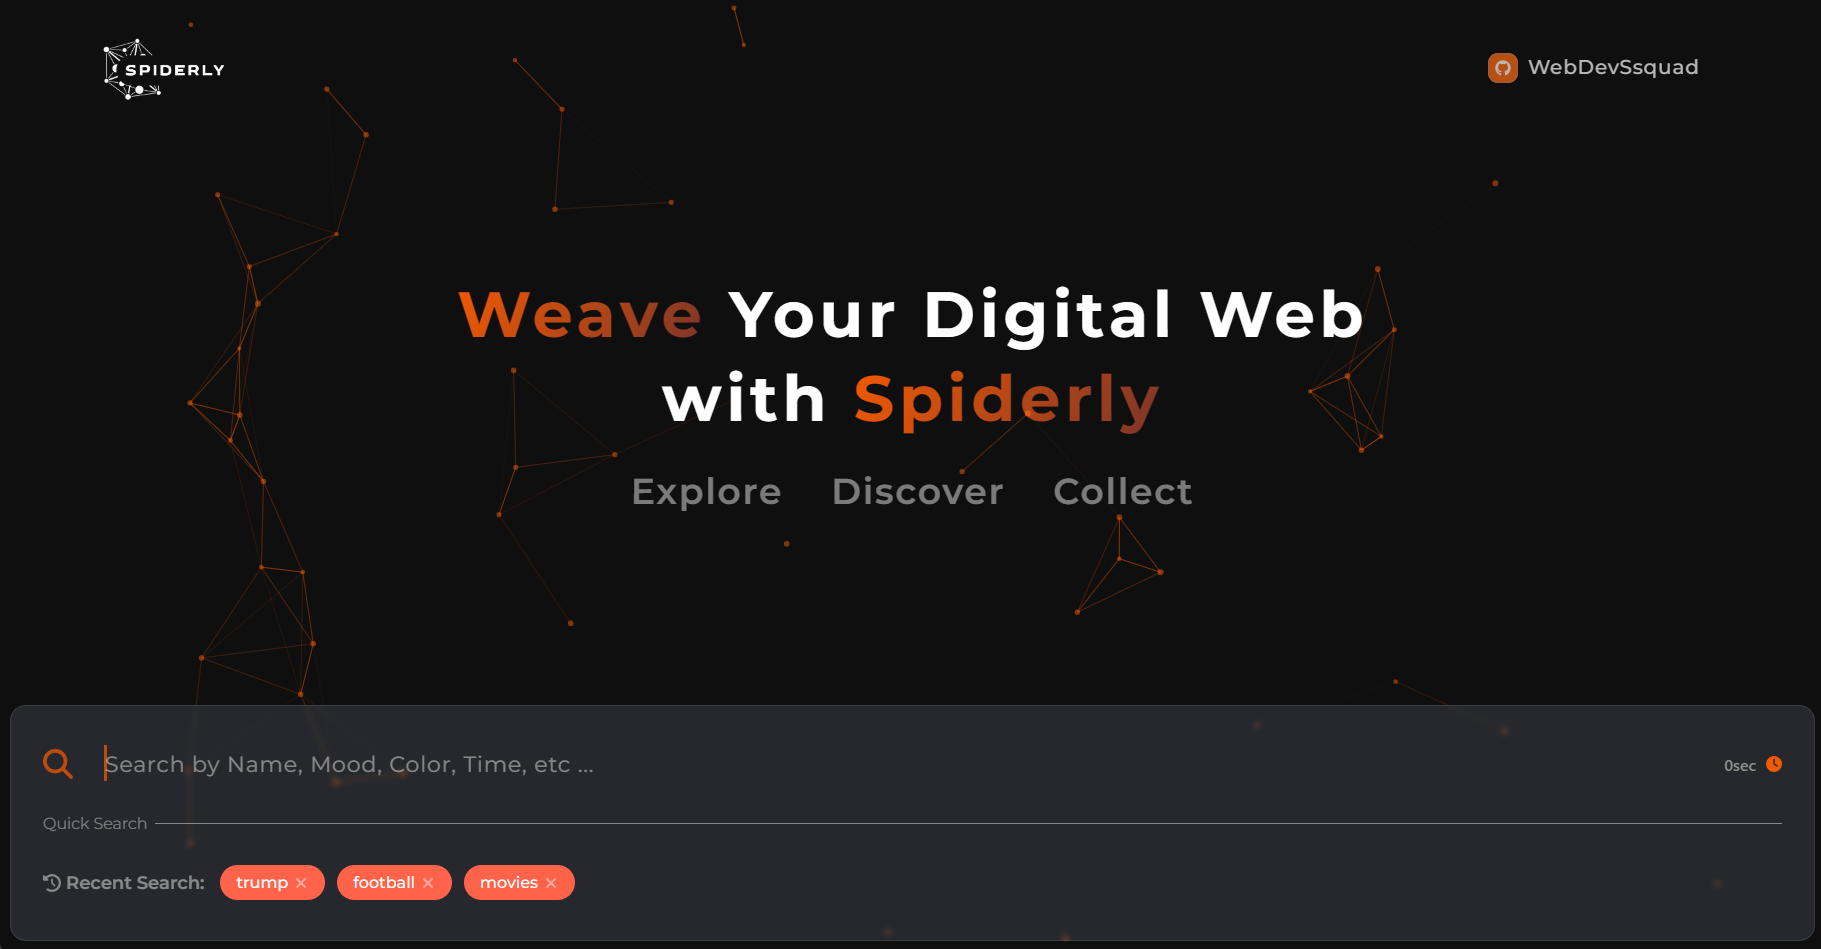 SPIDERLY
WebDevSsquad
Weave Your Digital Web
with Spiderly
Explore Discover Collect
Search by Name, Mood, Color, Time, etc ...
0sec
Quick Search
Recent Search: trump football movies